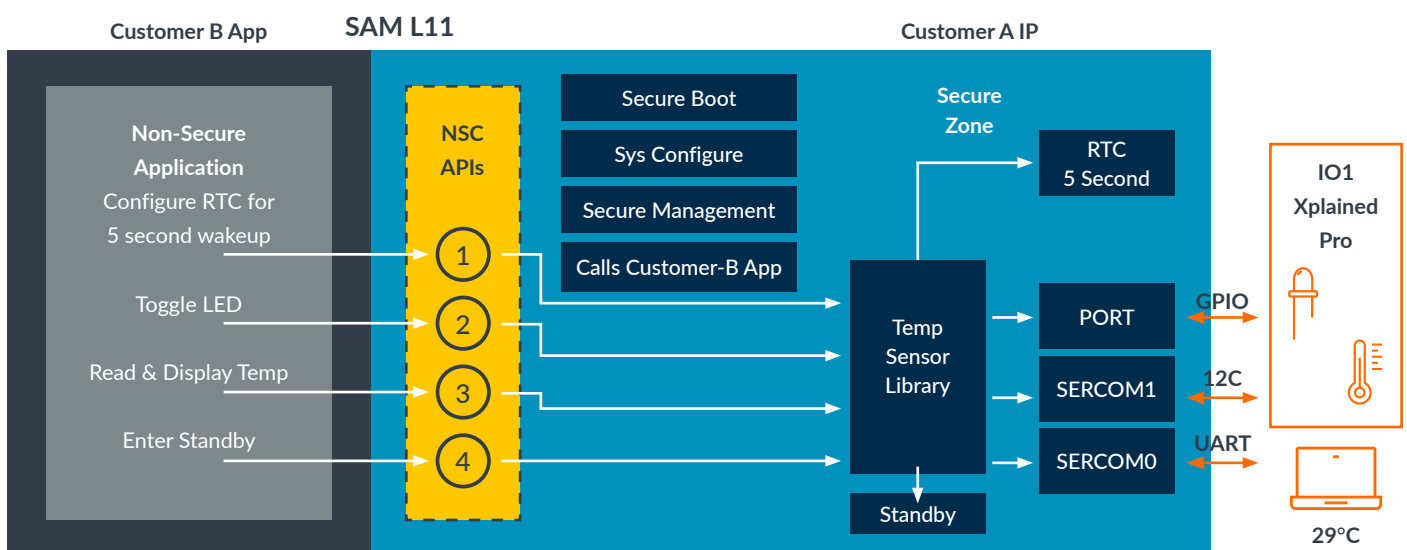 Customer B App
SAM L11
Customer A IP
Non-Secure
Application
Configure RTC for
5 second wakeup
Toggle LED
Read & Display Temp
Enter Standby
NSC
APIs
1
2
3
4
Secure Boot
Sys Configure
Secure Management
Calls Customer-B App
Secure
Zone
RTC
5 Second
Temp
Sensor
Library
PORT
SERCOM1
SERCOM0
Standby
GPIO
12C
UART
IO1
Xplained
Pro
29°C